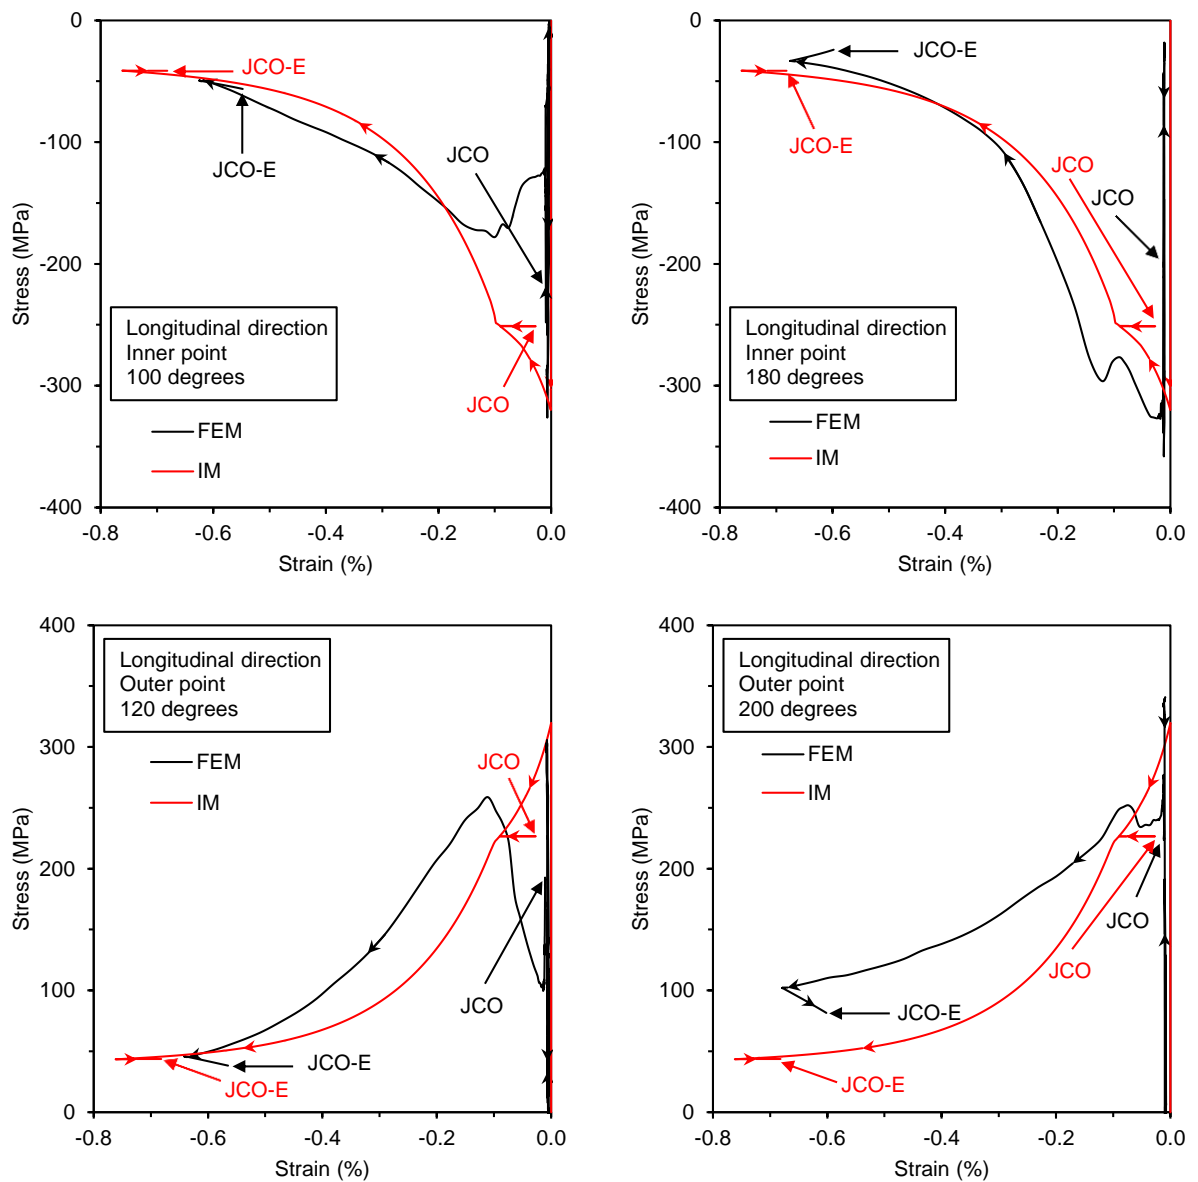 0
-100
-200
-300
-400
Stress (MPa)
JCO-E
JCO-E
JCO
JCO
Longitudinal direction
Inner point
100 degrees
FEM
IM
-0.8
-0.6
-0.4
-0.2
0.0
Strain (%)
0
-100
-200
-300
-400
Stress (MPa)
JCO-E
JCO-E
JCO
JCO
Longitudinal direction
Inner point
180 degrees
FEM
IM
-0.8
-0.6
-0.4
-0.2
0.0
Strain (%)
400
300
200
100
0
Stress (MPa)
Longitudinal direction
Outer point
120 degrees
FEM
IM
JCO
JCO
JCO-E
JCO-E
-0.8
-0.6
-0.4
-0.2
0.0
Strain (%)
400
300
200
100
0
Stress (MPa)
Longitudinal direction
Outer point
200 degrees
FEM
IM
JCO
JCO
JCO-E
JCO-E
-0.8
-0.6
-0.4
-0.2
0.0
Strain (%)